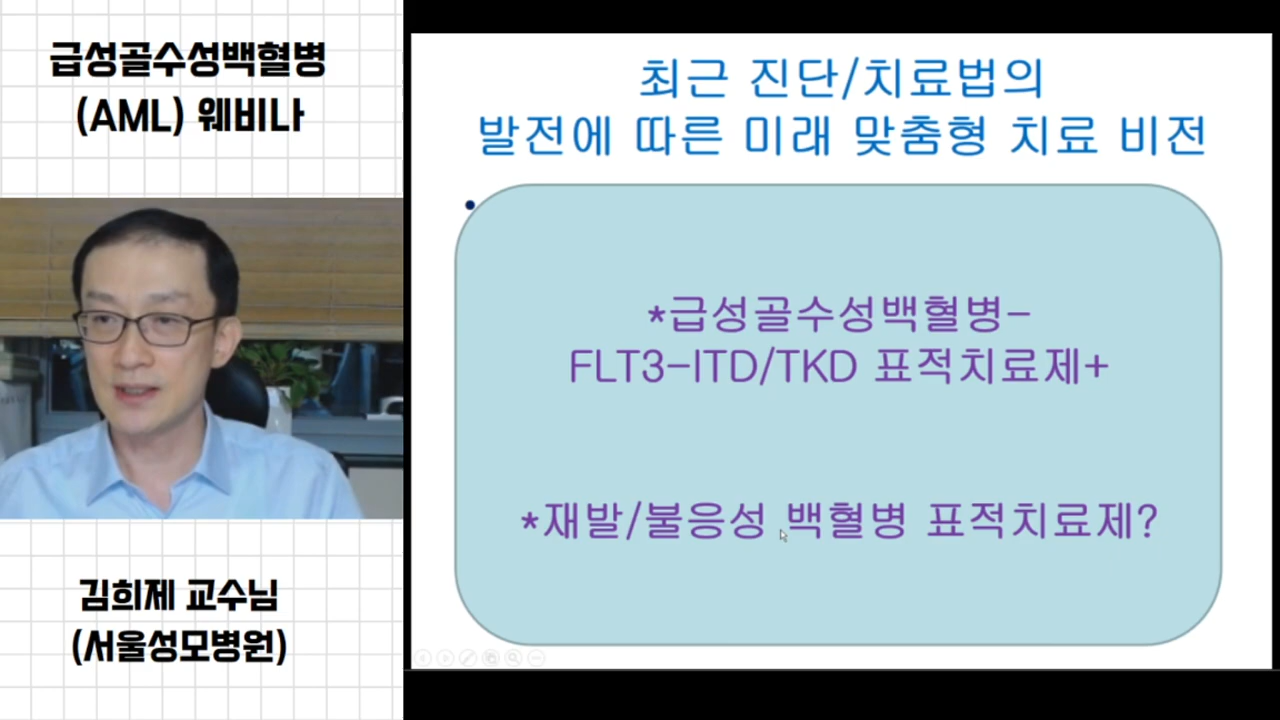 급성골수성백혈병
(AML) 웨비나
김희제 교수님
(서울성모병원)
최근 진단/치료법의
발전에 따른 미래 맞춤형 치료 비전
*급성골수성백혈병-
FLT3-ITD/TKD 표적치료제+
*재발/불응성 백혈병 표적치료제?